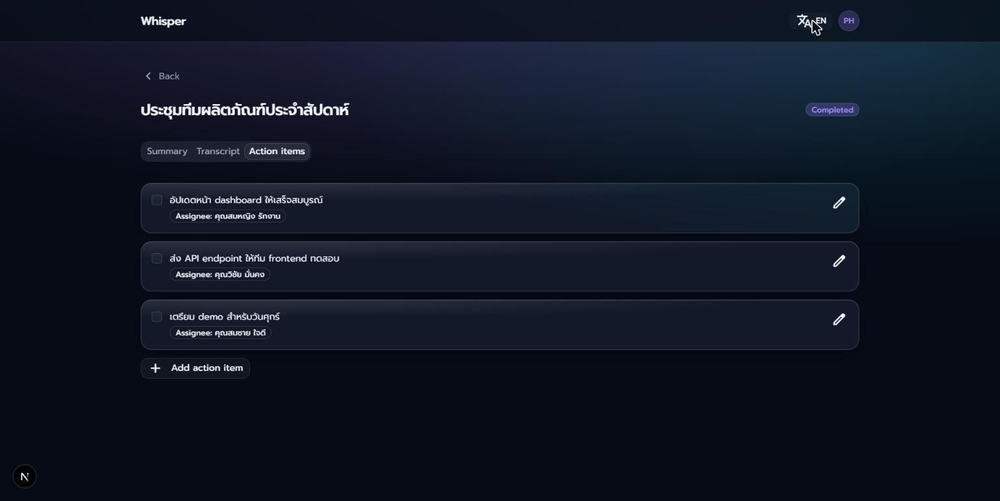 Whisper
EN
PH
Back
ประชุมทีมผลิตภัณฑ์ประจำสัปดาห์
Completed
Summary
Transcript
Action items
อัปเดตหน้า dashboard ให้เสร็จสมบูรณ์
Assignee: คุณสมหญิง รักงาน
ส่ง API endpoint ให้ทีม frontend ทดสอบ
Assignee: คุณวิชัย มั่นคง
เตรียม demo สำหรับวันศุกร์
Assignee: คุณสมชาย ใจดี
Add action item
N